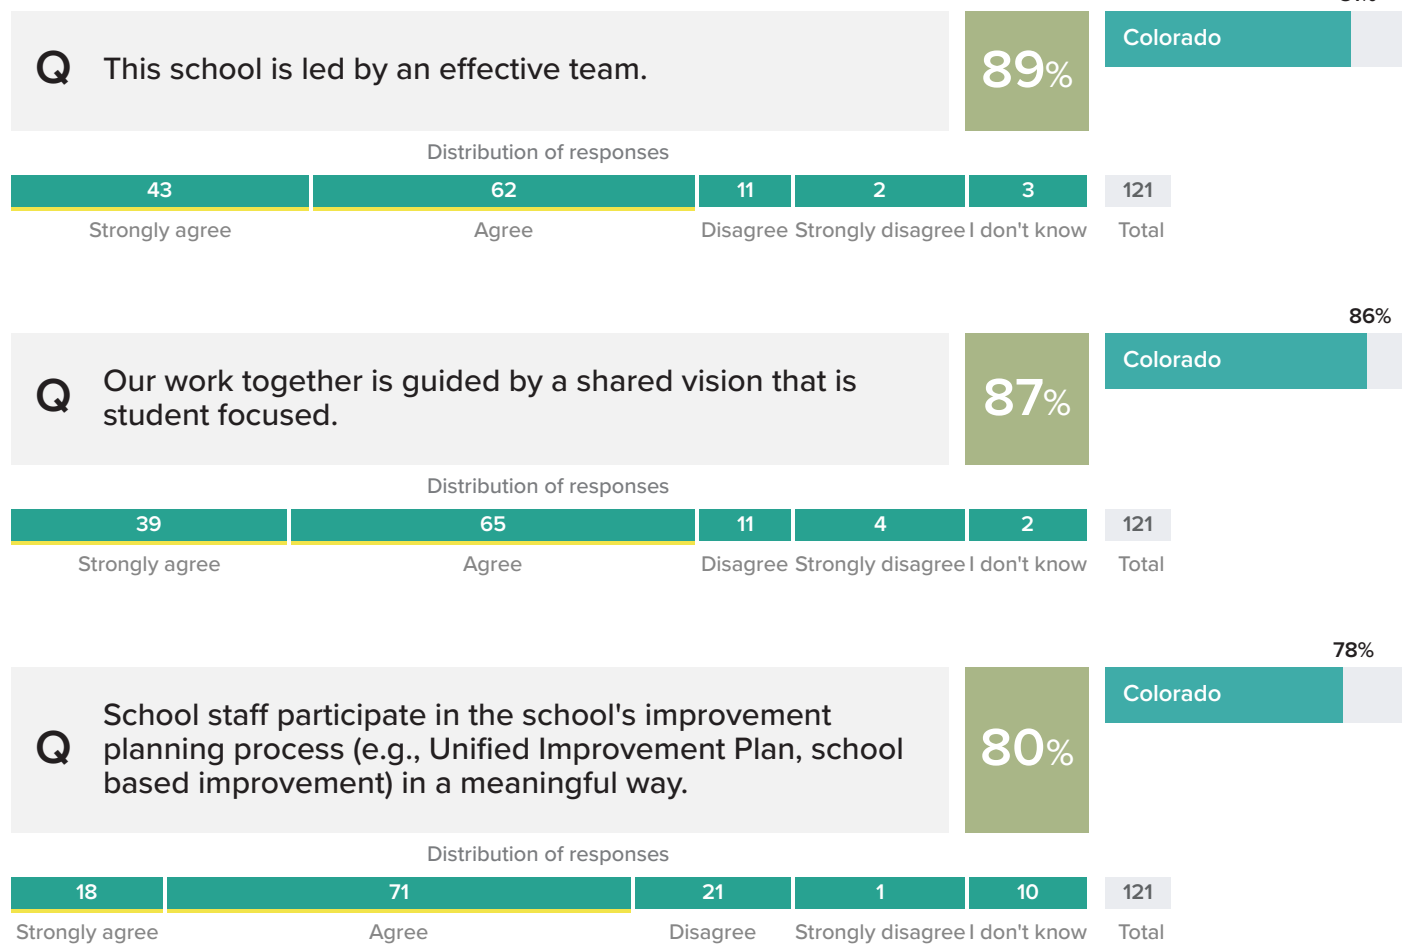 Q This school is led by an effective team.
89%
Colorado
Distribution of responses
43 62 11 2 3 121
Strongly agree Agree Disagree Strongly disagree I don't know Total
86%
Q Our work together is guided by a shared vision that is
student focused.
87%
Colorado
Distribution of responses
39 65 11 4 2 121
Strongly agree Agree Disagree Strongly disagree I don't know Total
78%
School staff participate in the school's improvement
Q planning process (e.g., Unified Improvement Plan, school
based improvement) in a meaningful way.
80%
Colorado
Distribution of responses
18 71 21 1 10 121
Strongly agree Agree Disagree Strongly disagree I don't know Total